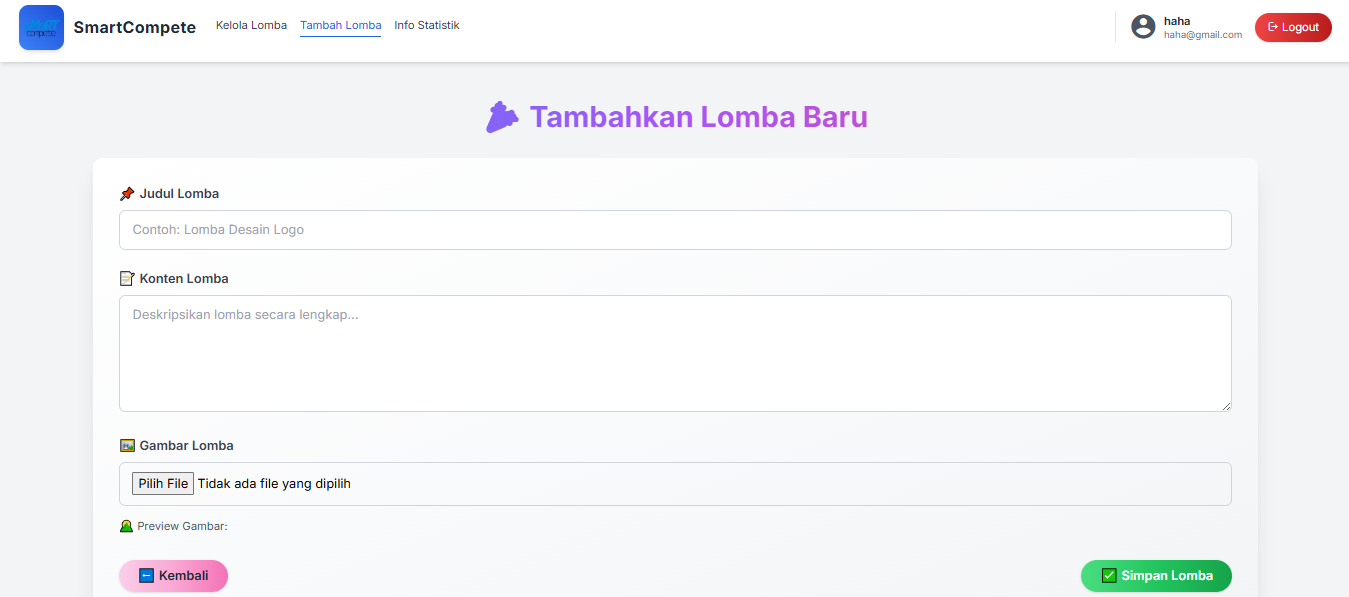 SmartCompete
Kelola Lomba
Tambah Lomba
Info Statistik
haha
haha@gmail.com
Logout
Tambahkan Lomba Baru
Judul Lomba
Contoh: Lomba Desain Logo
Konten Lomba
Deskripsikan lomba secara lengkap...
Gambar Lomba
Pilih File Tidak ada file yang dipilih
Preview Gambar:
Kembali
Simpan Lomba